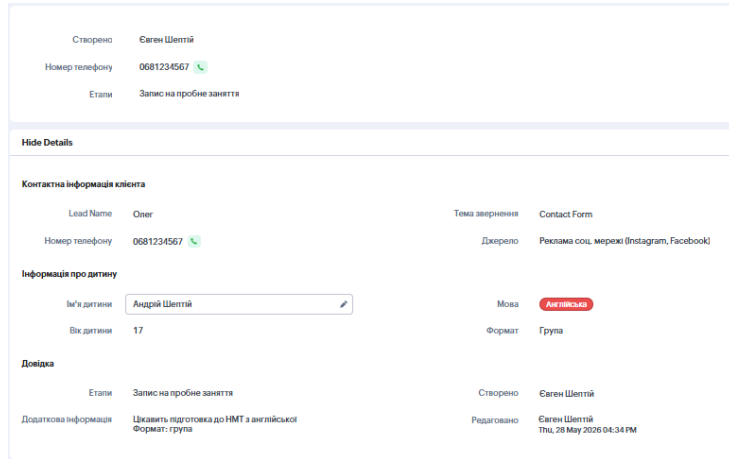 Створено Євген Шептій
Номер телефону 0681234567
Етапи Запис на пробне заняття
Hide Details
Контактна інформація клієнта
Lead Name Олег Тема звернення Contact Form
Номер телефону 0681234567 Джерело Реклама соц. мережі (Instagram, Facebook)
Інформація про дитину
Ім'я дитини Андрій Шептій Мова Англійська
Вік дитини 17 Формат Група
Довідка
Етапи Запис на пробне заняття Створено Євген Шептій
Додаткова інформація Цікавить підготовка до НМТ з англійської Редаговано Євген Шептій
Формат: група Thu, 28 May 2026 04:34 PM